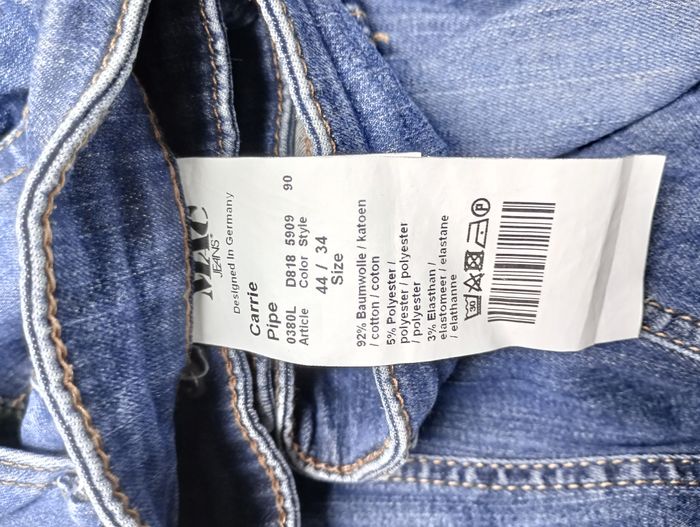 MAC
JEANS®
Designed In Germany
Carrie
Pipe
0380L D818 5909 90
Article Color Style
44 / 34
Size
92% Baumwolle / katoen
/ cotton / coton
5% Polyester /
polyester / polyester
/ polyester
3% Elasthan /
elastomeer / elastane
/ elathanne
30
P